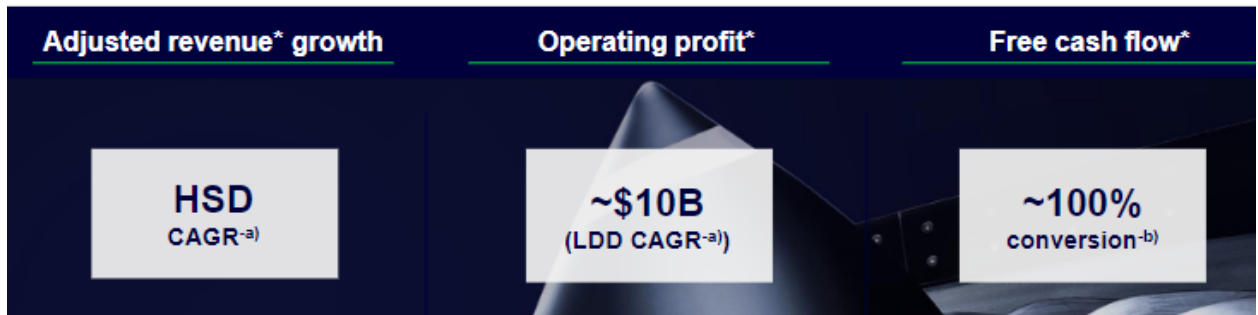 Adjusted revenue* growth
Operating profit*
Free cash flow*
HSD
CAGR-a)
~$10B
(LDD CAGR-a))
~100%
conversion-b)